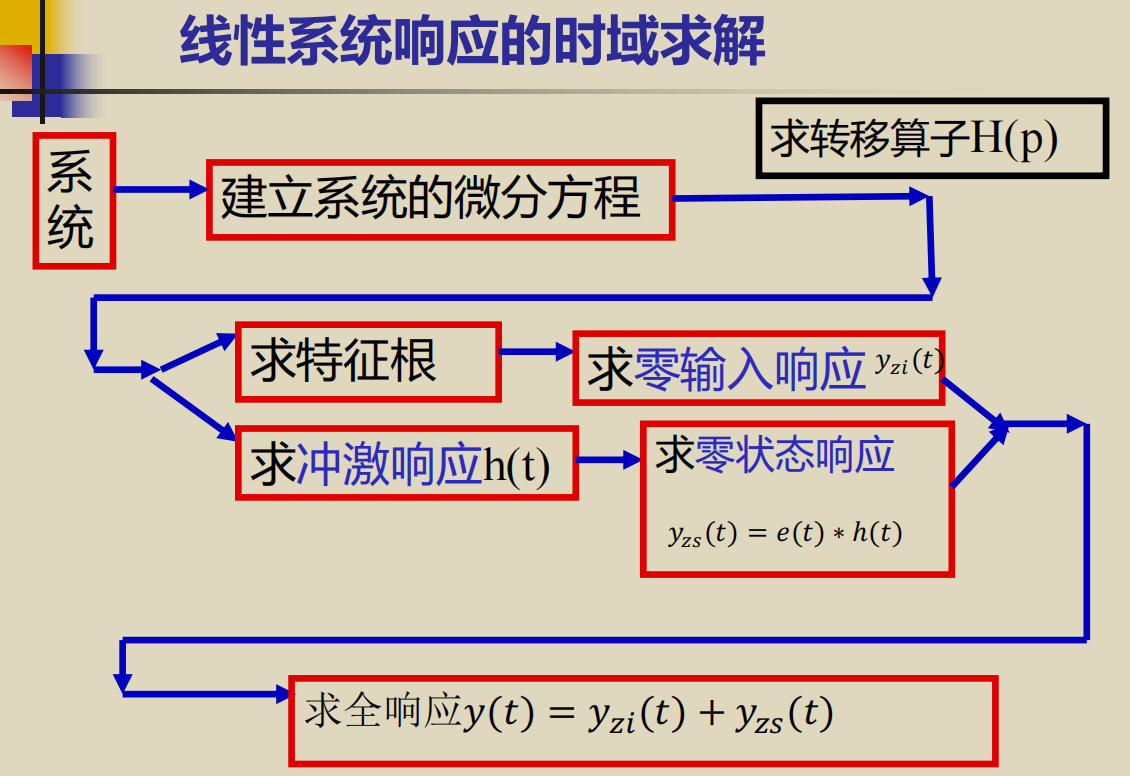 线性系统响应的时域求解
求转移算子H(p)
系
统
建立系统的微分方程
求特征根
求零输入响应 y_{zi}(t)
求冲激响应h(t)
求零状态响应
y_{zs}(t) = e(t) ∗ h(t)
求全响应y(t) = y_{zi}(t) + y_{zs}(t)